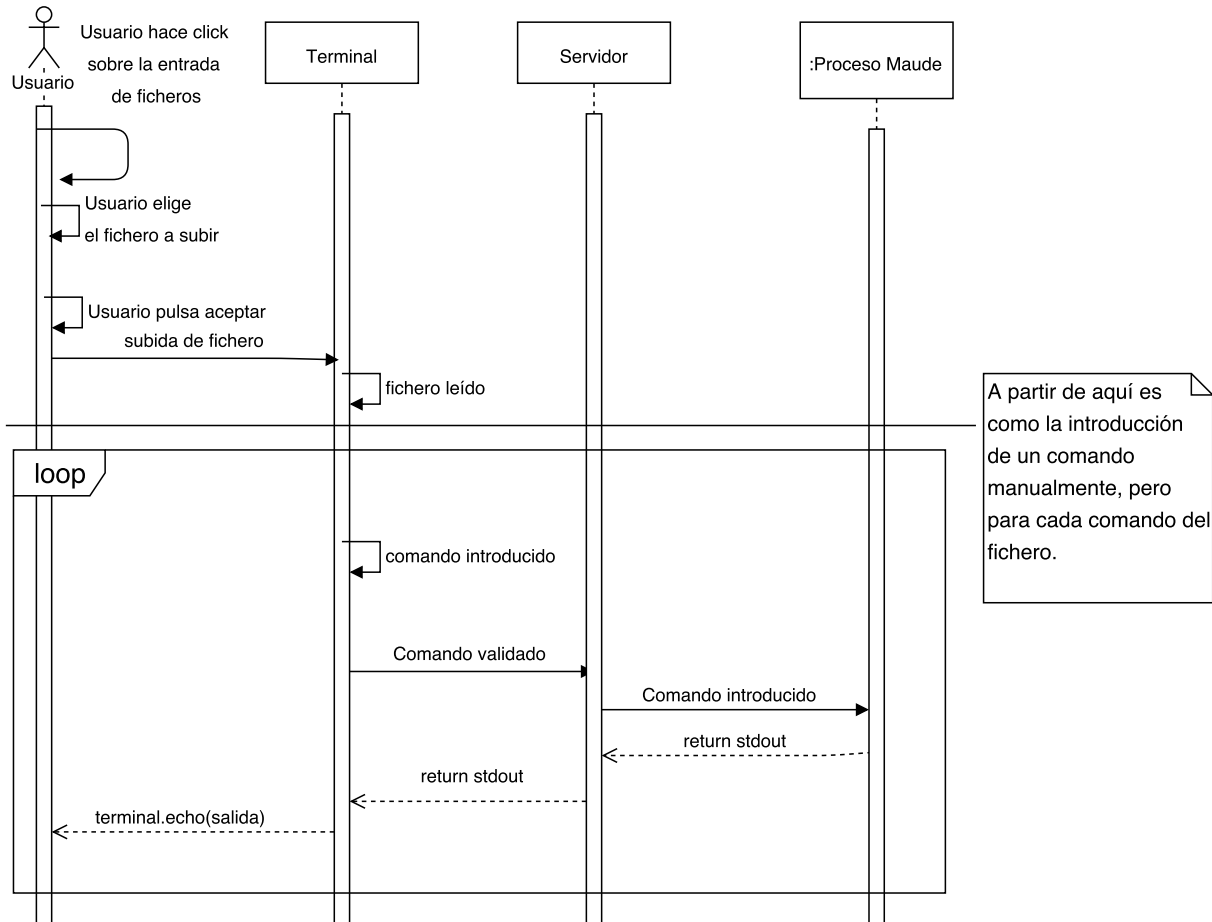 Usuario hace click
sobre la entrada
de ficheros
Usuario
Terminal
Servidor
:Proceso Maude
Usuario elige
el fichero a subir
Usuario pulsa aceptar
subida de fichero
fichero leído
A partir de aquí es
como la introducción
de un comando
manualmente, pero
para cada comando del
fichero.
loop
comando introducido
Comando validado
Comando introducido
return stdout
return stdout
terminal.echo(salida)